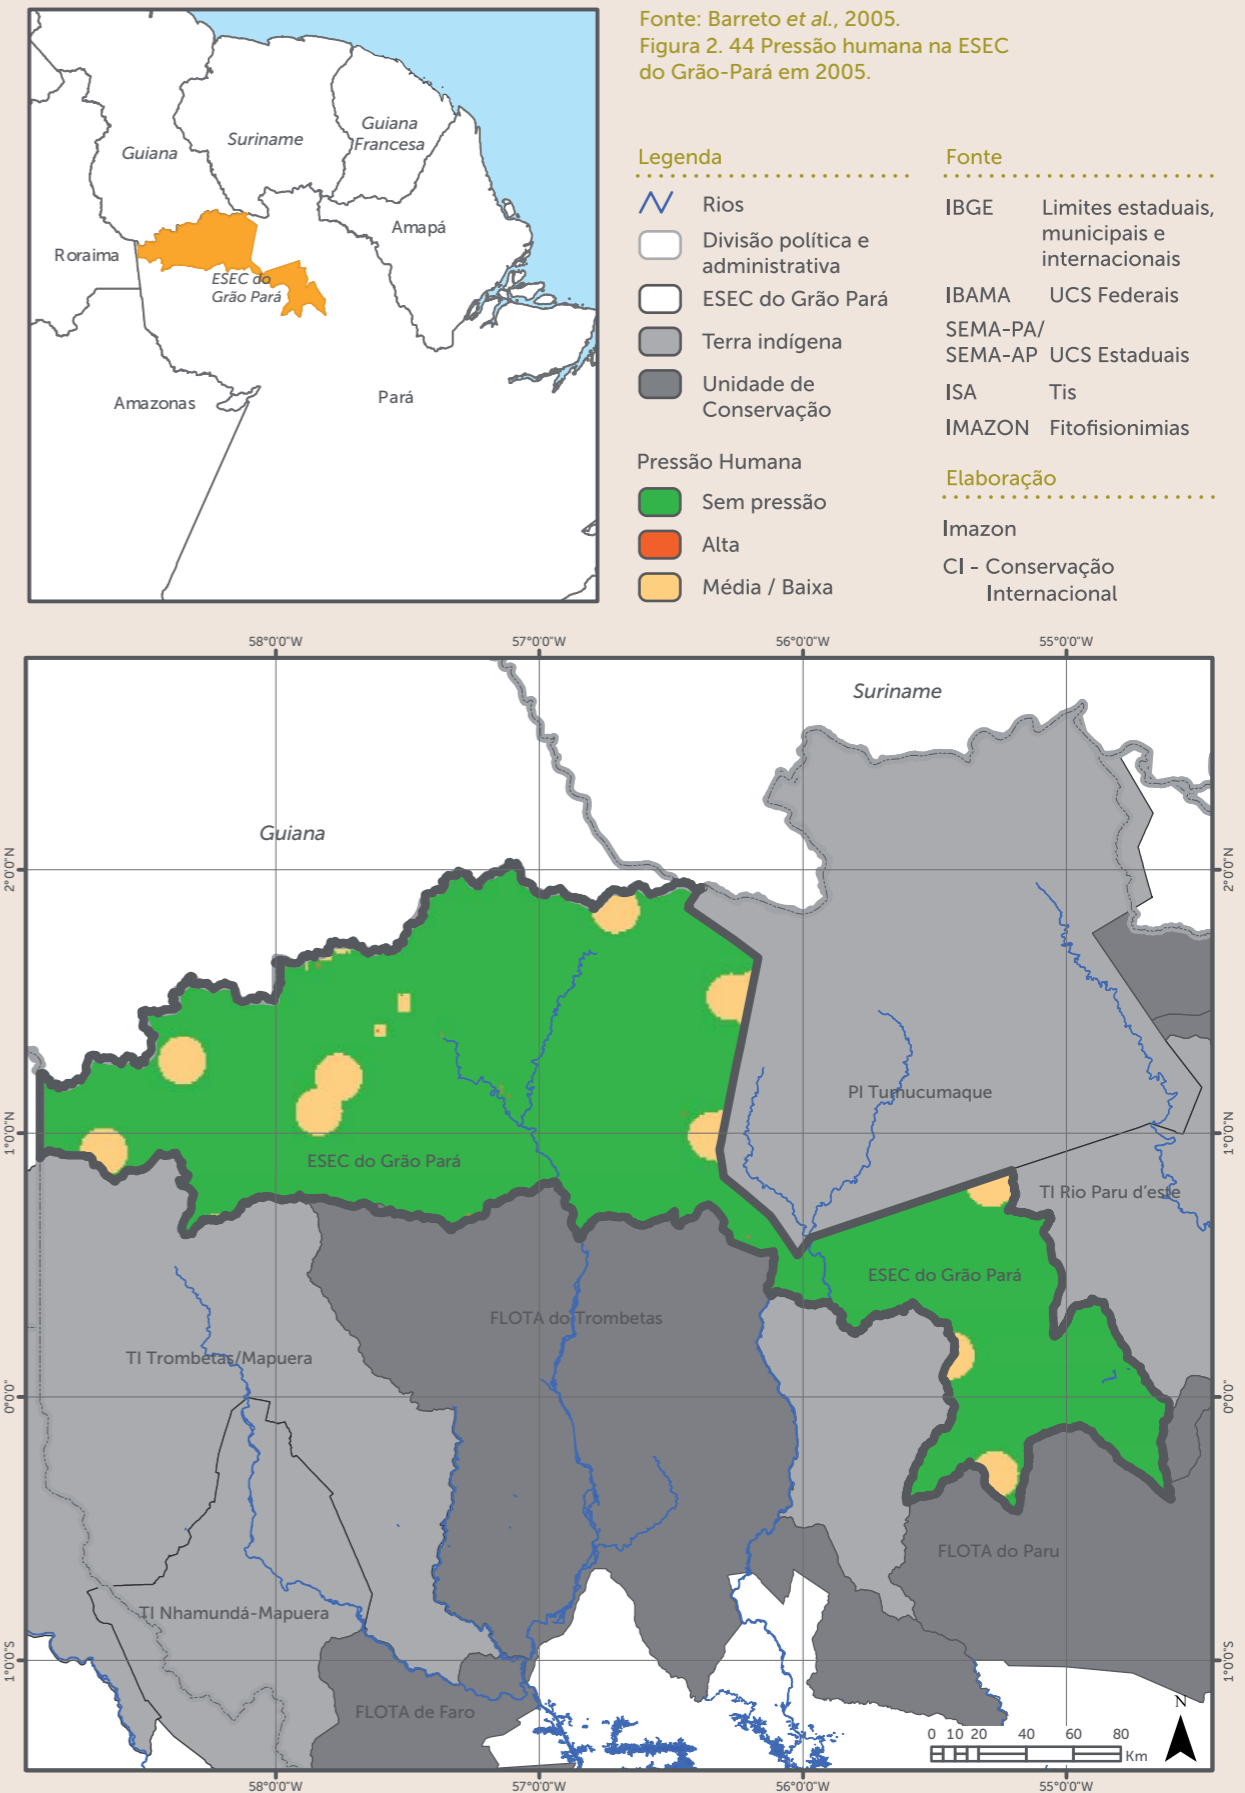 Fonte: Barreto et al., 2005.
Figura 2. 44 Pressão humana na ESEC
do Grão-Pará em 2005.
Guiana
Suriname
Guiana
Francesa
Amapá
Roraima
ESEC do
Grão Pará
Amazonas
Pará
Legenda
Rios
Divisão política e
administrativa
ESEC do Grão Pará
Terra indígena
Unidade de
Conservação
Pressão Humana
Sem pressão
Alta
Média / Baixa
Fonte
IBGE Limites estaduais,
municipais e
internacionais
IBAMA UCS Federais
SEMA-PA/
SEMA-AP UCS Estaduais
ISA Tis
IMAZON Fitofisionimias
Elaboração
Imazon
CI - Conservação
Internacional
58°0'0"W 57°0'0"W 56°0'0"W 55°0'0"W
Suriname
Guiana
2°0'0"N 2°0'0"N
PI Tumucumaque
1°0'0"N 1°0'0"N
ESEC do Grão Pará
TI Rio Paru d'este
ESEC do Grão Pará
FLOTA do Trombetas
TI Trombetas/Mapuera
0°0'0" 0°0'0"
FLOTA do Paru
TI Nhamundá-Mapuera
1°0'0"S 1°0'0"S
FLOTA de Faro
N
0 10 20 40 60 80
Km
58°0'0"W 57°0'0"W 56°0'0"W 55°0'0"W